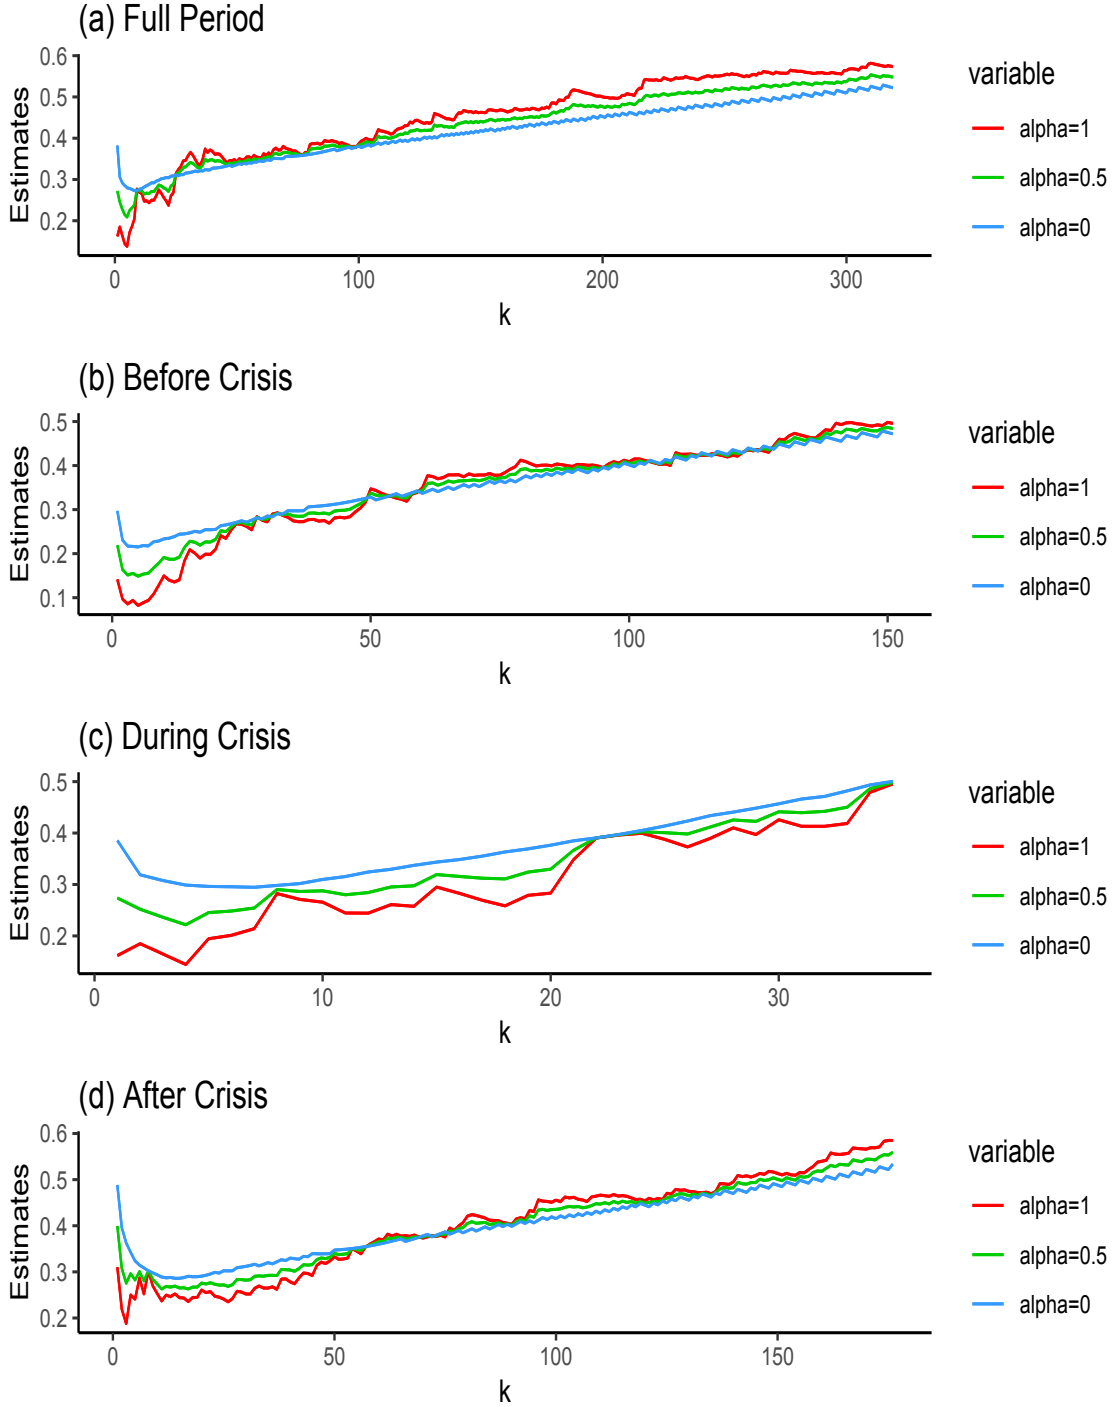 (a) Full Period
0.6
0.5
0.4
0.3
0.2
Estimates
0 100 200 300
k
variable
alpha=1
alpha=0.5
alpha=0
(b) Before Crisis
0.5
0.4
0.3
0.2
0.1
Estimates
0 50 100 150
k
variable
alpha=1
alpha=0.5
alpha=0
(c) During Crisis
0.5
0.4
0.3
0.2
Estimates
0 10 20 30
k
variable
alpha=1
alpha=0.5
alpha=0
(d) After Crisis
0.6
0.5
0.4
0.3
0.2
Estimates
0 50 100 150
k
variable
alpha=1
alpha=0.5
alpha=0